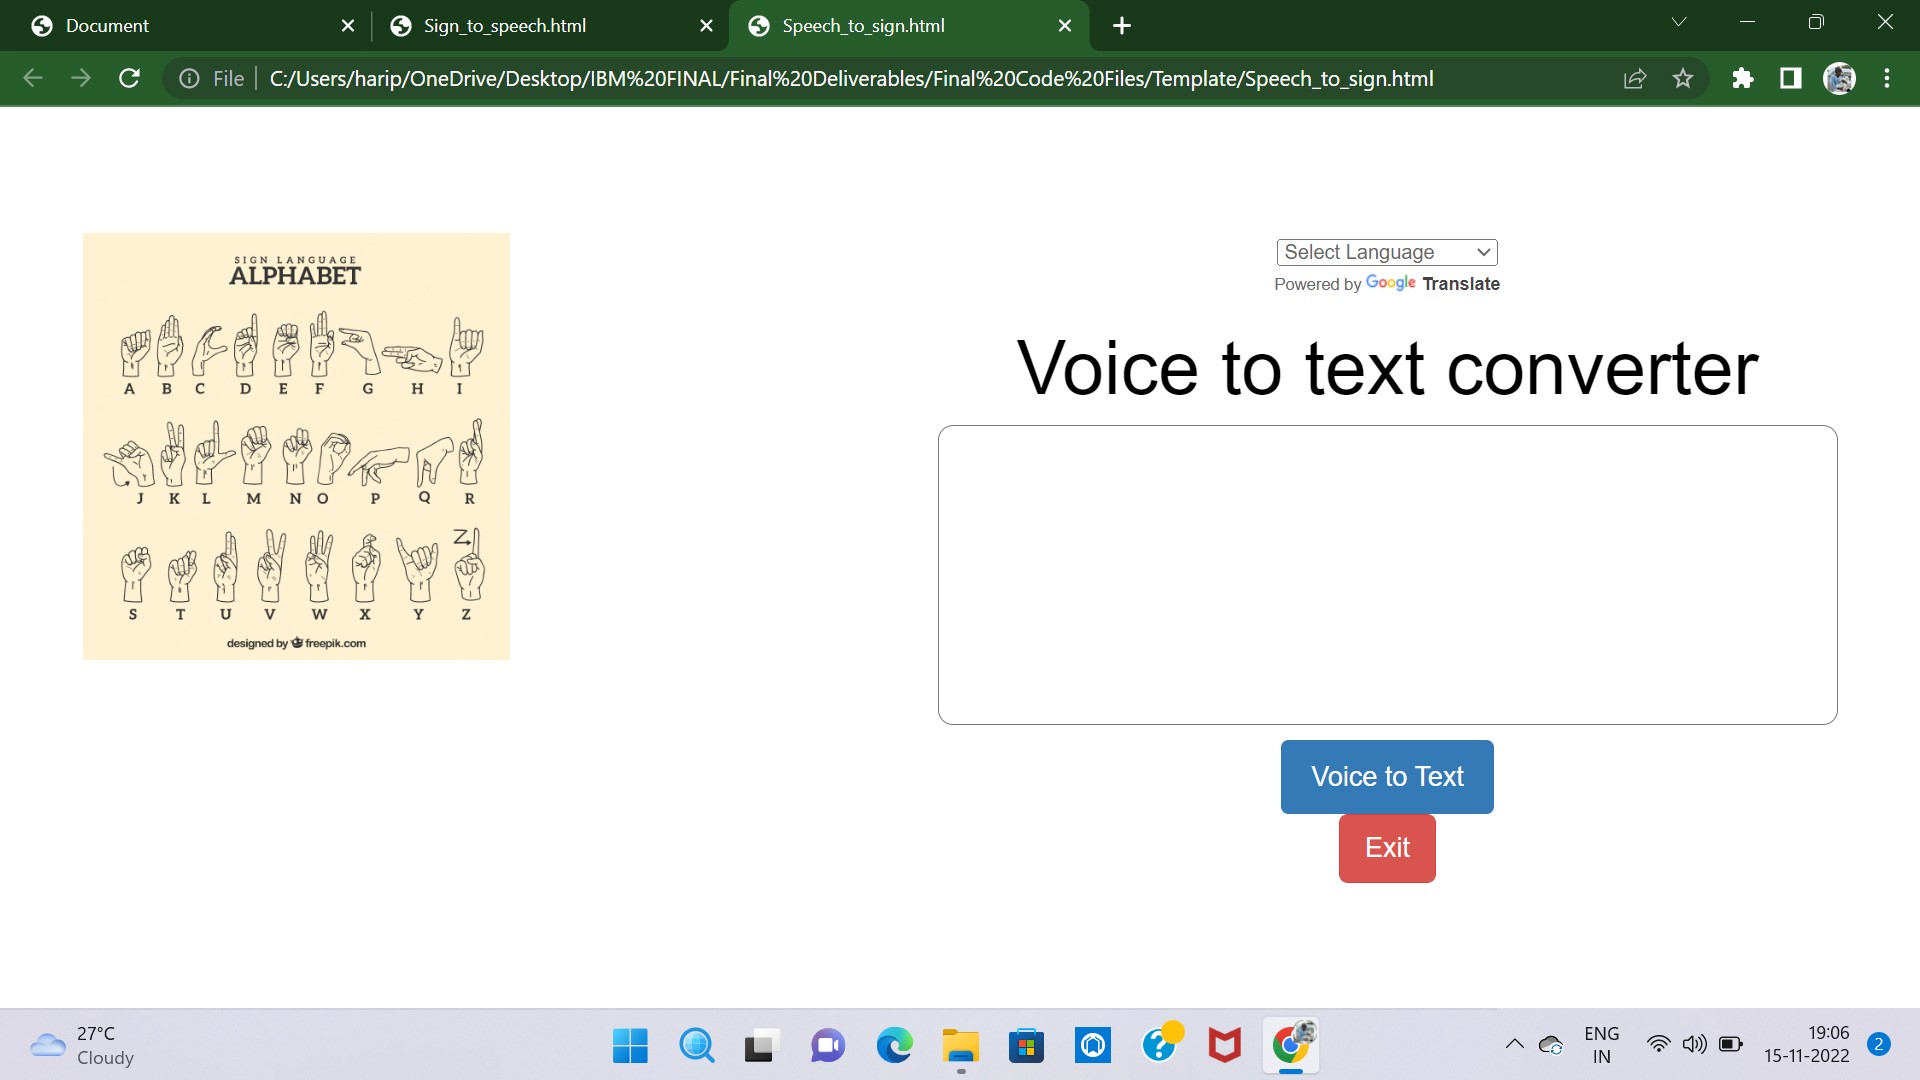 Document
Sign_to_speech.html
Speech_to_sign.html
File
C:/Users/harip/OneDrive/Desktop/IBM%20FINAL/Final%20Deliverables/Final%20Code%20Files/Template/Speech_to_sign.html
SIGN LANGUAGE
ALPHABET
A B C D E F G H I
J K L M N O P Q R
Z
S T U V W X Y Z
designed by freepik.com
Select Language
Powered by Google Translate
Voice to text converter
Voice to Text
Exit
27°C
Cloudy
ENG
IN
19:06
15-11-2022
2